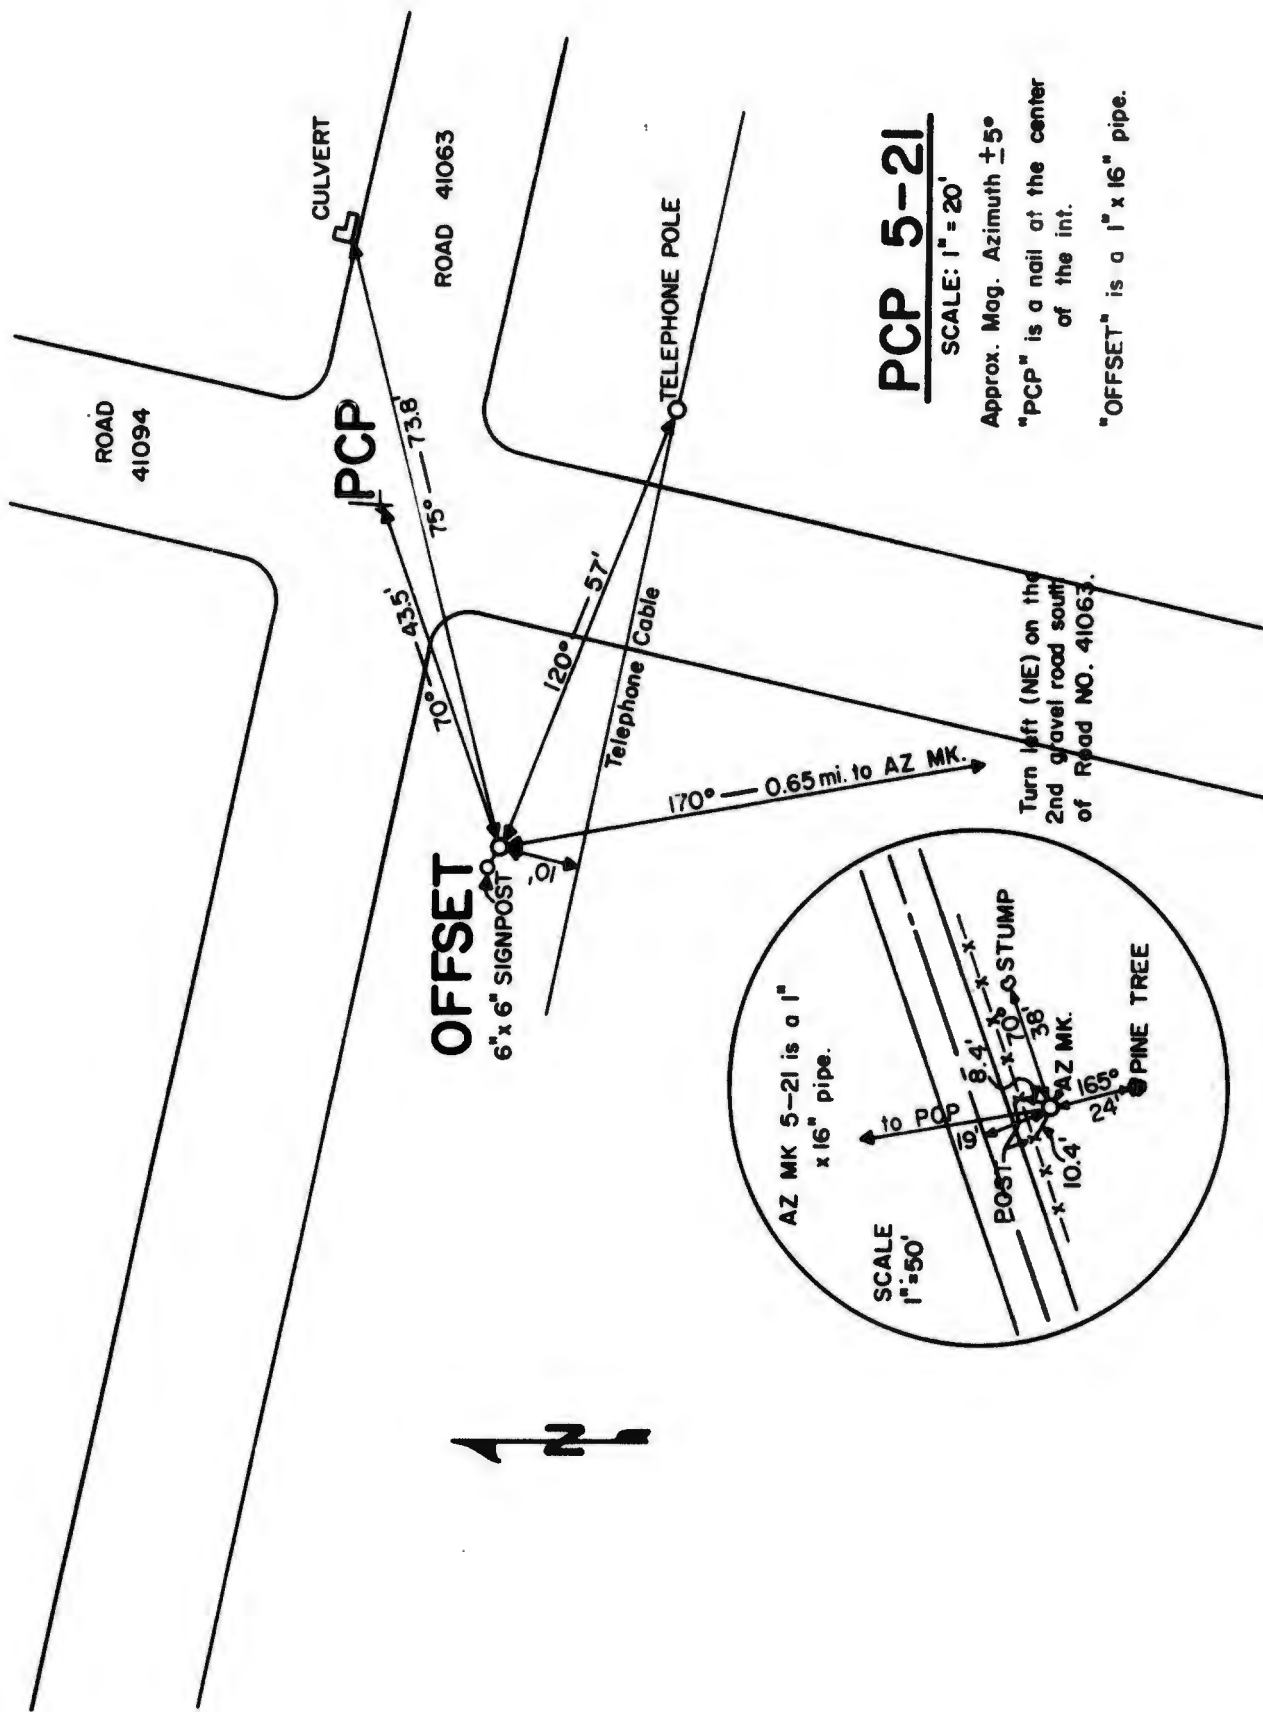 ROAD
41094
CULVERT
ROAD 41063
PCP
70° — 43.5'
75° — 73.8'
OFFSET
6" x 6" SIGNPOST
10'
120° — 57'
TELEPHONE POLE
Telephone Cable
170° — 0.65 mi. to AZ MK.
Turn left (NE) on the
2nd gravel road south
of Road NO. 41063.
N
PCP 5-21
SCALE: 1" = 20'
Approx. Mag. Azimuth ±5°
"PCP" is a nail at the center
of the int.
"OFFSET" is a 1" x 16" pipe.
AZ MK 5-21 is a 1"
x 16" pipe.
SCALE
1"=50'
to PCP
19'
POST
8.4'
70°
38'
STUMP
AZ MK.
10.4'
165°
24'
PINE TREE